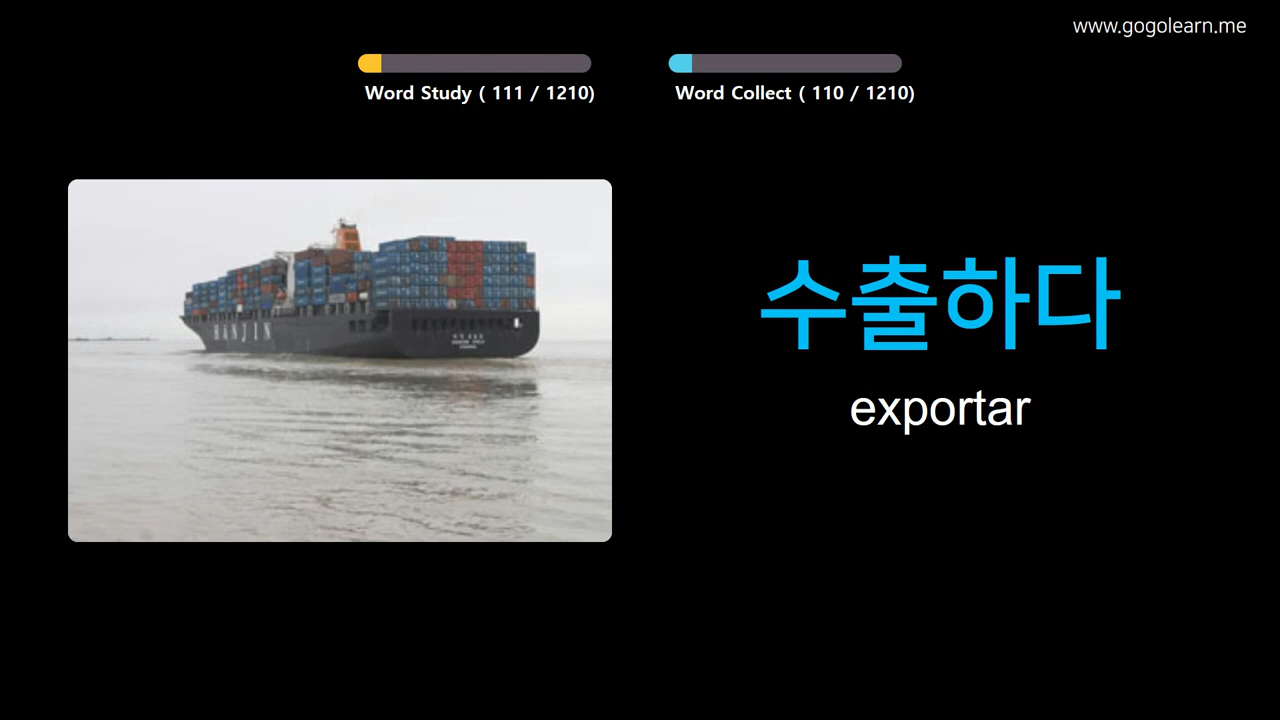 www.gogolearn.me
Word Study ( 111 / 1210)
Word Collect ( 110 / 1210)
수출하다
exportar
HANJIN